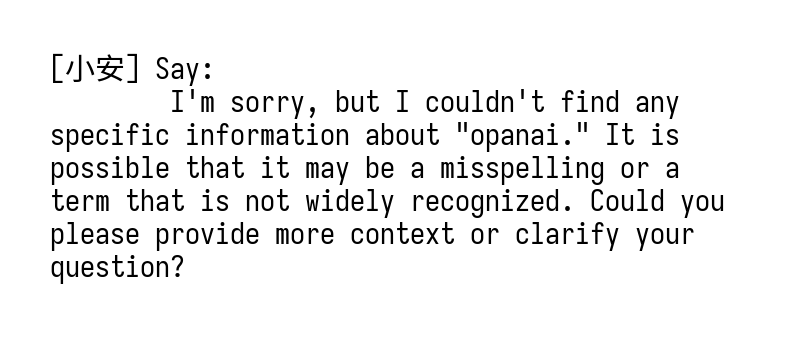 [小安] Say:
I'm sorry, but I couldn't find any
specific information about "opanai." It is
possible that it may be a misspelling or a
term that is not widely recognized. Could you
please provide more context or clarify your
question?